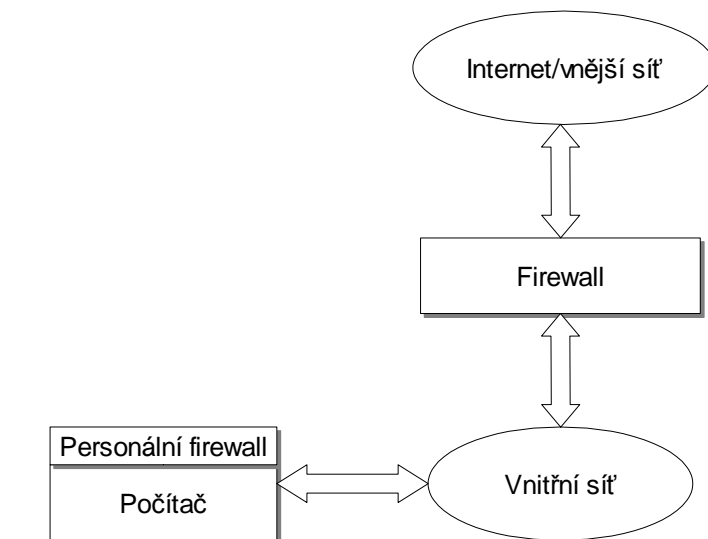 Internet/vnější síť
Firewall
Personální firewall
Počítač
Vnitřní síť